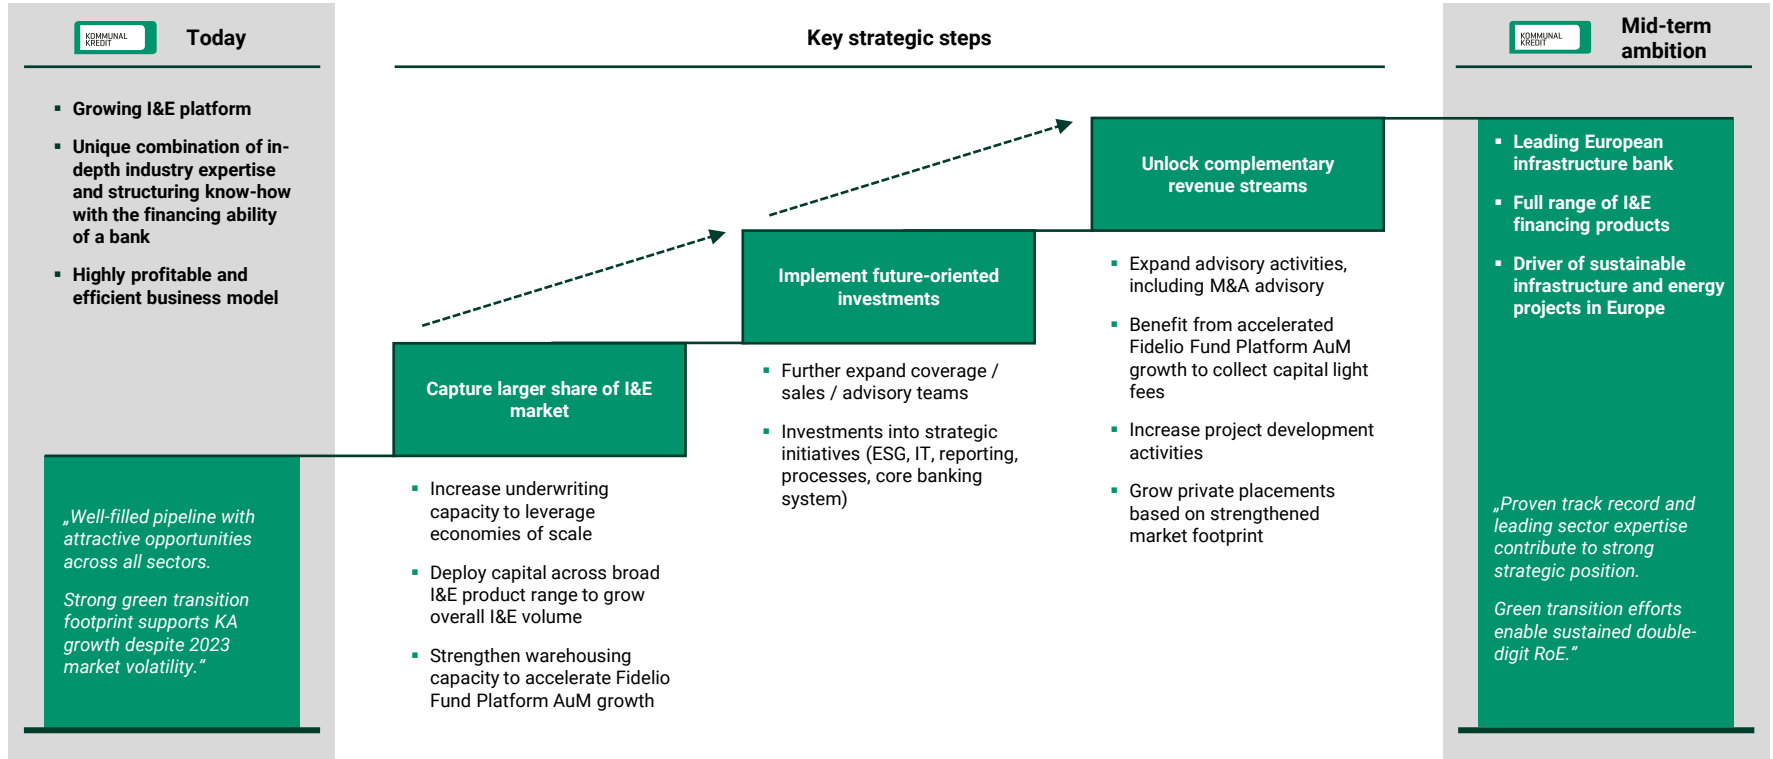 KOMMUNAL
KREDIT
Today
▪ Growing I&E platform
▪ Unique combination of in-
depth industry expertise
and structuring know-how
with the financing ability
of a bank
▪ Highly profitable and
efficient business model
„Well-filled pipeline with
attractive opportunities
across all sectors.
Strong green transition
footprint supports KA
growth despite 2023
market volatility.”
Key strategic steps
Capture larger share of I&E
market
▪ Increase underwriting
capacity to leverage
economies of scale
▪ Deploy capital across broad
I&E product range to grow
overall I&E volume
▪ Strengthen warehousing
capacity to accelerate Fidelio
Fund Platform AuM growth
Implement future-oriented
investments
▪ Further expand coverage /
sales / advisory teams
▪ Investments into strategic
initiatives (ESG, IT, reporting,
processes, core banking
system)
Unlock complementary
revenue streams
▪ Expand advisory activities,
including M&A advisory
▪ Benefit from accelerated
Fidelio Fund Platform AuM
growth to collect capital light
fees
▪ Increase project development
activities
▪ Grow private placements
based on strengthened
market footprint
KOMMUNAL
KREDIT
Mid-term
ambition
▪ Leading European
infrastructure bank
▪ Full range of I&E
financing products
▪ Driver of sustainable
infrastructure and energy
projects in Europe
„Proven track record and
leading sector expertise
contribute to strong
strategic position.
Green transition efforts
enable sustained double-
digit RoE.”